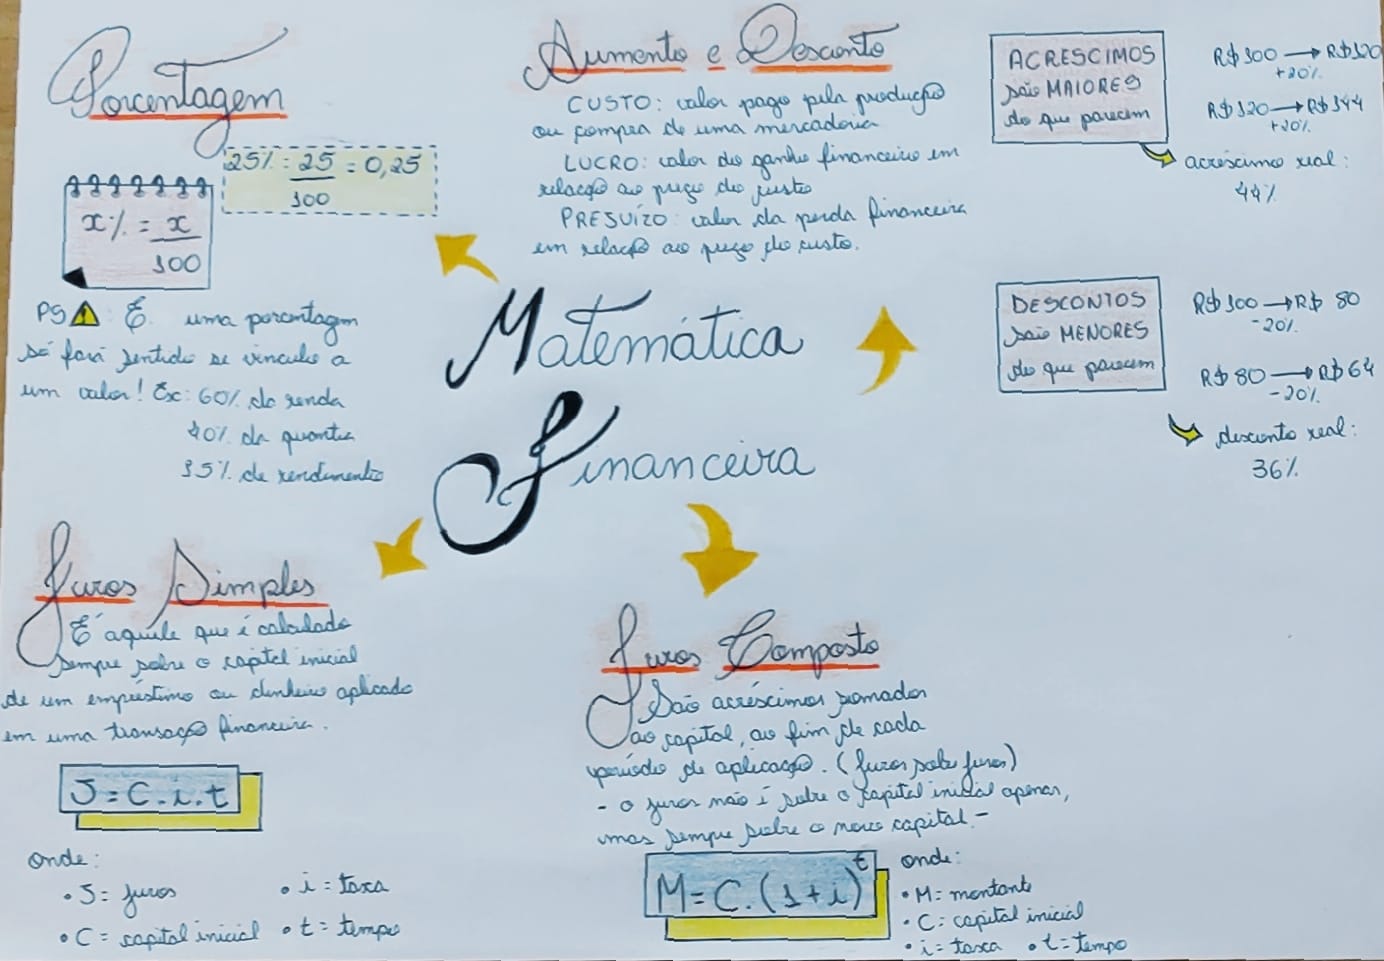 Porcentagem
25% = 25/100 = 0,25
x% = x/100
PS ⚠: É uma porcentagem
só fará sentido se vinculo a
um valor! Ex: 60% da renda
40% da quantia
15% de rendimento
Aumento e Desconto
CUSTO: valor pago pela produção
ou compra de uma mercadoria
LUCRO: valor do ganho financeiro em
relação ao preço de custo
PRESUÍZO: valor da perda financeira
em relação ao preço de custo.
ACRESCIMOS
são MAIORES
do que parecem
R$100 → R$120
+20%
R$120 → R$144
+20%
acréscimo real:
44%
DESCONTOS
são MENORES
do que parecem
R$100 → R$ 80
-20%
R$80 → R$64
-20%
desconto real:
36%
Matemática
Financeira
Juros Simples
É aquele que é calculado
sempre sobre o capital inicial
de um empréstimo ou dinheiro aplicado
em uma transação financeira.
J = C.i.t
onde:
• J = juros
• i = taxa
• C = capital inicial
• t = tempo
Juros Composto
São acréscimos somados
ao capital, ao fim de cada
período de aplicação. (juros sobre juros)
- o juros não é sobre o capital inicial apenas,
mas sempre sobre o novo capital -
M = C.(1+i)^t
onde:
• M = montante
• C = capital inicial
• i = taxa • t = tempo